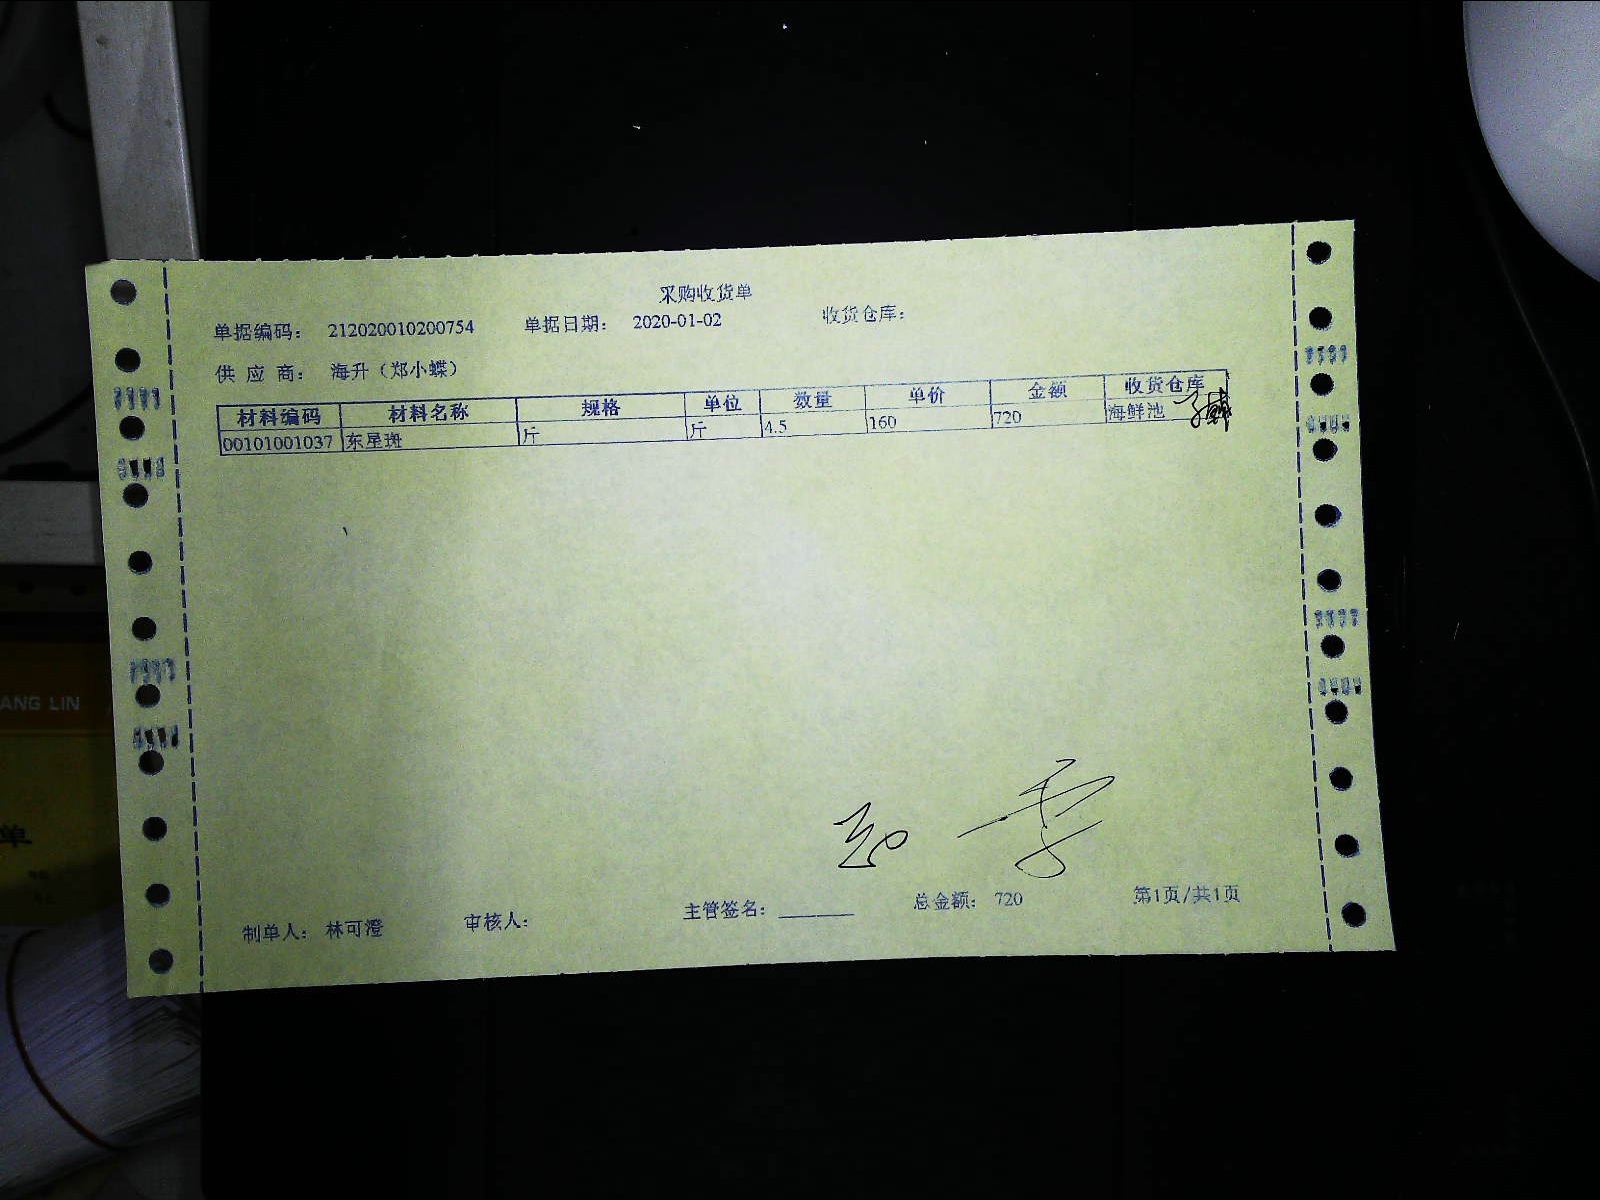 采购收货单
单据编码： 212020010200754 单据日期： 2020-01-02 收货仓库：
供 应 商： 海升（郑小蝶）
材料编码 材料名称 规格 单位 数量 单价 金额 收货仓库
00101001037 东星斑 斤 斤 4.5 160 720 海鲜池
制单人： 林可澄 审核人： 主管签名： 总金额： 720 第1页/共1页
ANG LIN
单